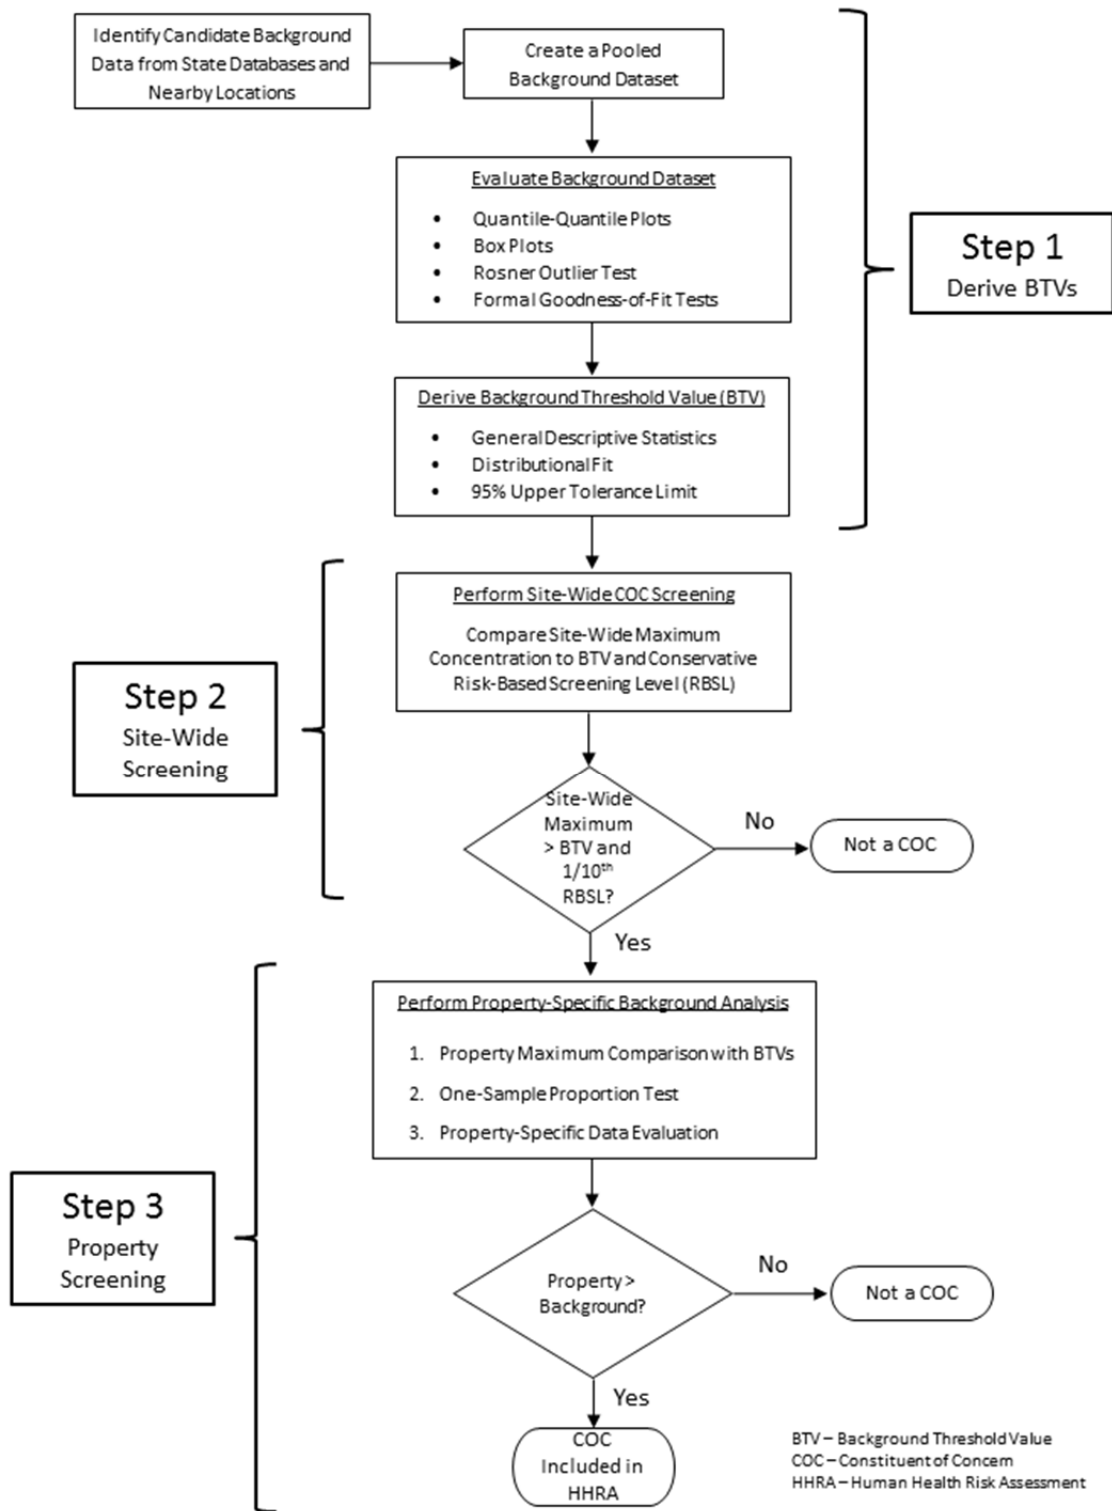 Identify Candidate Background
Data from State Databases and
Nearby Locations
Create a Pooled
Background Dataset
Evaluate Background Dataset
• Quantile-Quantile Plots
• Box Plots
• Rosner Outlier Test
• Formal Goodness-of-Fit Tests
Step 1
Derive BTVs
Derive Background Threshold Value (BTV)
• General Descriptive Statistics
• Distributional Fit
• 95% Upper Tolerance Limit
Perform Site-Wide COC Screening
Compare Site-Wide Maximum
Concentration to BTV and Conservative
Risk-Based Screening Level (RBSL)
Step 2
Site-Wide
Screening
Site-Wide
Maximum
> BTV and
1/10th
RBSL?
No
Not a COC
Yes
Perform Property-Specific Background Analysis
1. Property Maximum Comparison with BTVs
2. One-Sample Proportion Test
3. Property-Specific Data Evaluation
Step 3
Property
Screening
Property >
Background?
No
Not a COC
Yes
COC
Included in
HHRA
BTV – Background Threshold Value
COC – Constituent of Concern
HHRA – Human Health Risk Assessment